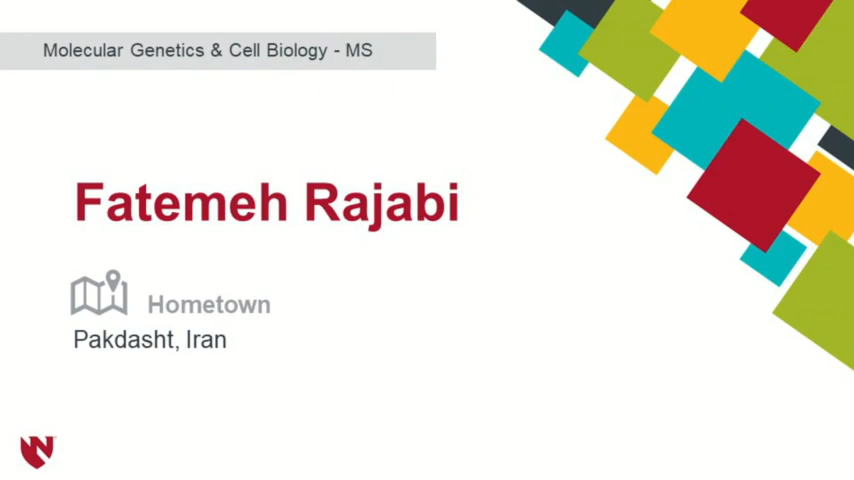 Molecular Genetics & Cell Biology - MS
Fatemeh Rajabi
Hometown
Pakdasht, Iran